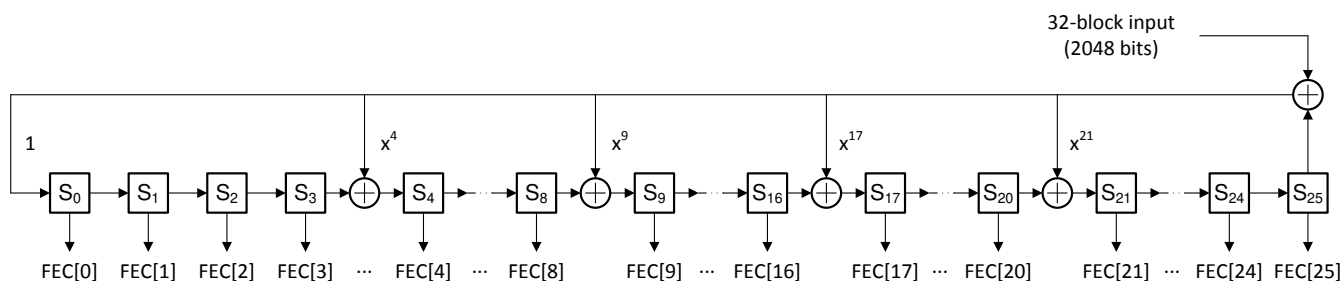 32-block input
(2048 bits)
1 x⁴ x⁹ x¹⁷ x²¹
S₀ S₁ S₂ S₃ S₄ ... S₈ S₉ ... S₁₆ S₁₇ ... S₂₀ S₂₁ ... S₂₄ S₂₅
FEC[0] FEC[1] FEC[2] FEC[3] ... FEC[4] ... FEC[8] FEC[9] ... FEC[16] FEC[17] ... FEC[20] FEC[21] ... FEC[24] FEC[25]